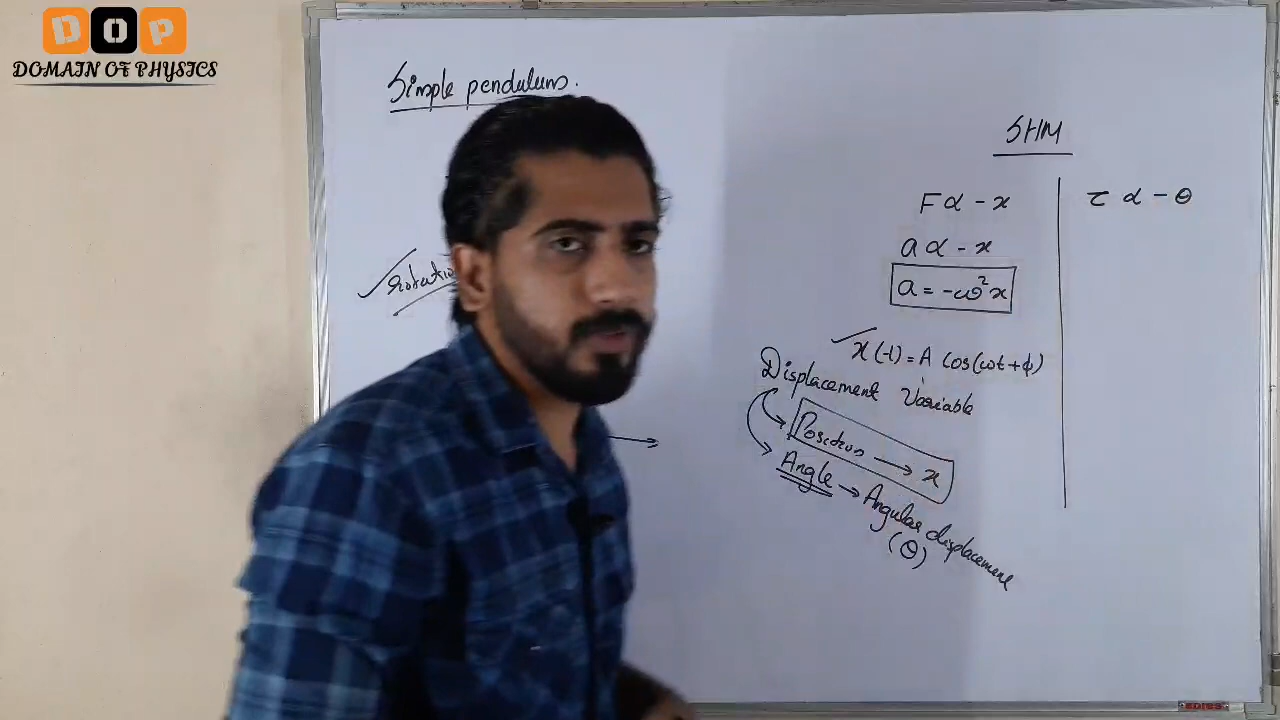 DOP
DOMAIN OF PHYSICS
Simple pendulum.
SHM
F α - x
τ α - θ
a α - x
a = -ω²x
x(t) = A cos(ωt+ϕ)
Displacement Variable
Position → x
Angle → Angular displacement
(θ)